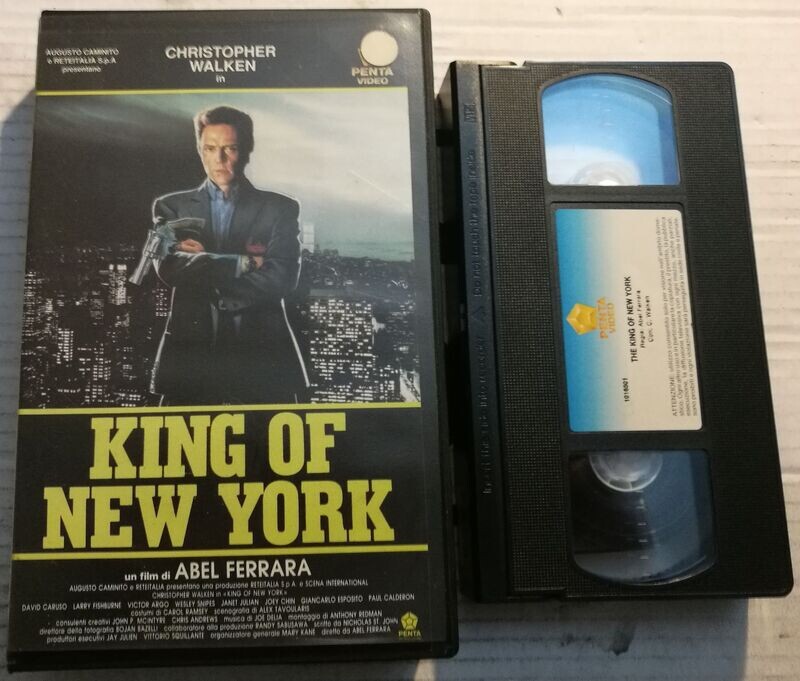 AUGUSTO CAMINITO
e RETEITALIA S.p.A
presentano
CHRISTOPHER
WALKEN
in
PENTA
VIDEO
KING OF
NEW YORK
un film di ABEL FERRARA
AUGUSTO CAMINITO e RETEITALIA presentano una produzione RETEITALIA S.p.A. e SCENA INTERNATIONAL
CHRISTOPHER WALKEN in «KING OF NEW YORK»
DAVID CARUSO LARRY FISHBURNE VICTOR ARGO WESLEY SNIPES JANET JULIAN JOEY CHIN GIANCARLO ESPOSITO PAUL CALDERON
costumi di CAROL RAMSEY scenografia di ALEX TAVOULARIS
consulenti creativi JOHN P. MCINTYRE CHRIS ANDREWS musica di JOE DELIA montaggio di ANTHONY REDMAN
direttore della fotografia BOJAN BAZELLI collaboratore alla produzione RANDY SABUSAWA scritto da NICHOLAS ST. JOHN
produttori esecutivi JAY JULIEN VITTORIO SQUILLANTE organizzatore generale MARY KANE diretto da ABEL FERRARA
PENTA
PENTA
VIDEO
THE KING OF NEW YORK
Regia: Abel Ferrara
Con: C. Walken
1016501
ATTENZIONE: